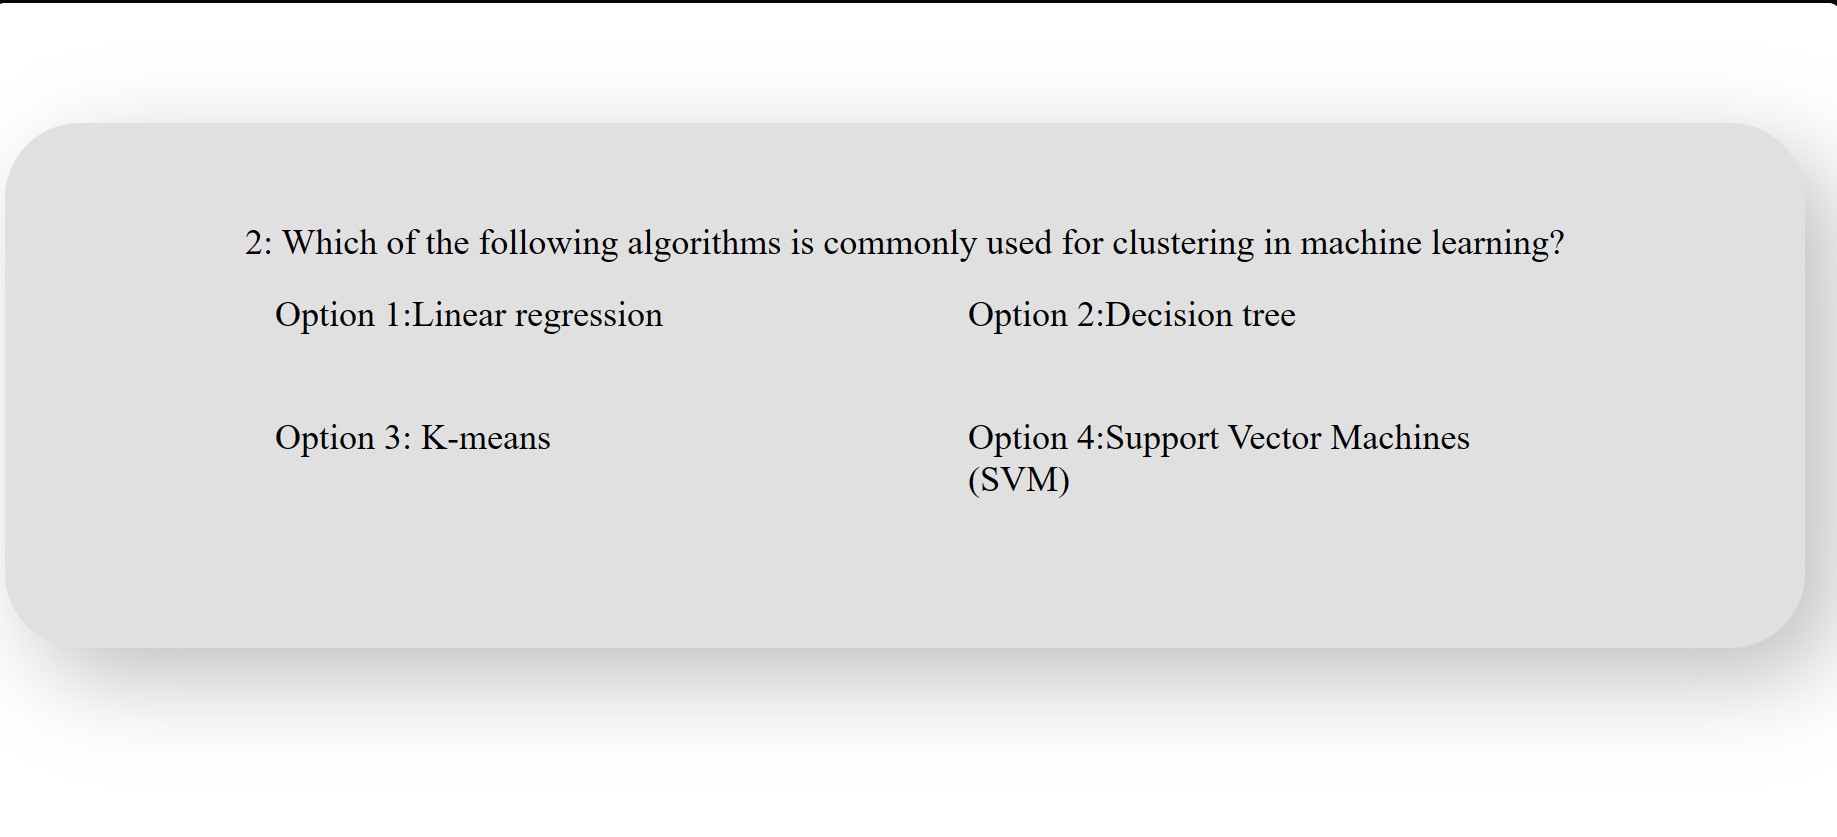 2: Which of the following algorithms is commonly used for clustering in machine learning?
Option 1:Linear regression
Option 2:Decision tree
Option 3: K-means
Option 4:Support Vector Machines
(SVM)